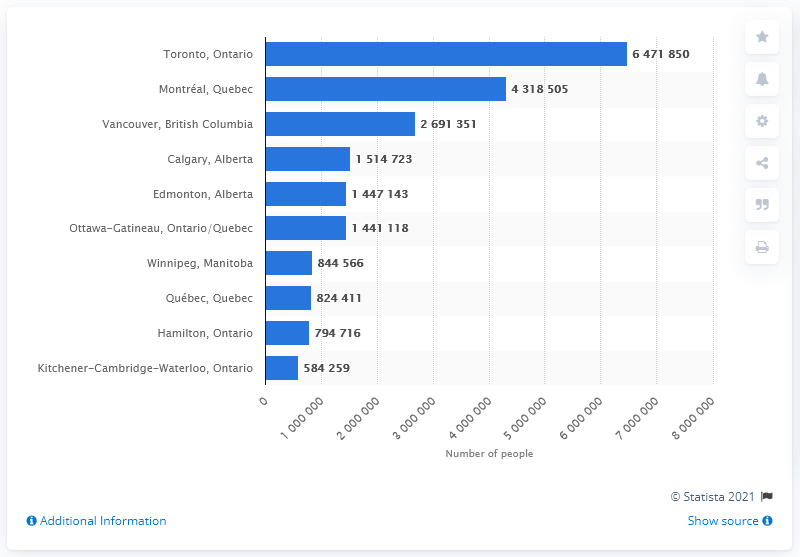 Toronto, Ontario 6 471 850
Montréal, Quebec 4 318 505
Vancouver, British Columbia 2 691 351
Calgary, Alberta 1 514 723
Edmonton, Alberta 1 447 143
Ottawa-Gatineau, Ontario/Quebec 1 441 118
Winnipeg, Manitoba 844 566
Québec, Quebec 824 411
Hamilton, Ontario 794 716
Kitchener-Cambridge-Waterloo, Ontario 584 259
0 1 000 000 2 000 000 3 000 000 4 000 000 5 000 000 6 000 000 7 000 000 8 000 000
Number of people
© Statista 2021
Additional Information Show source